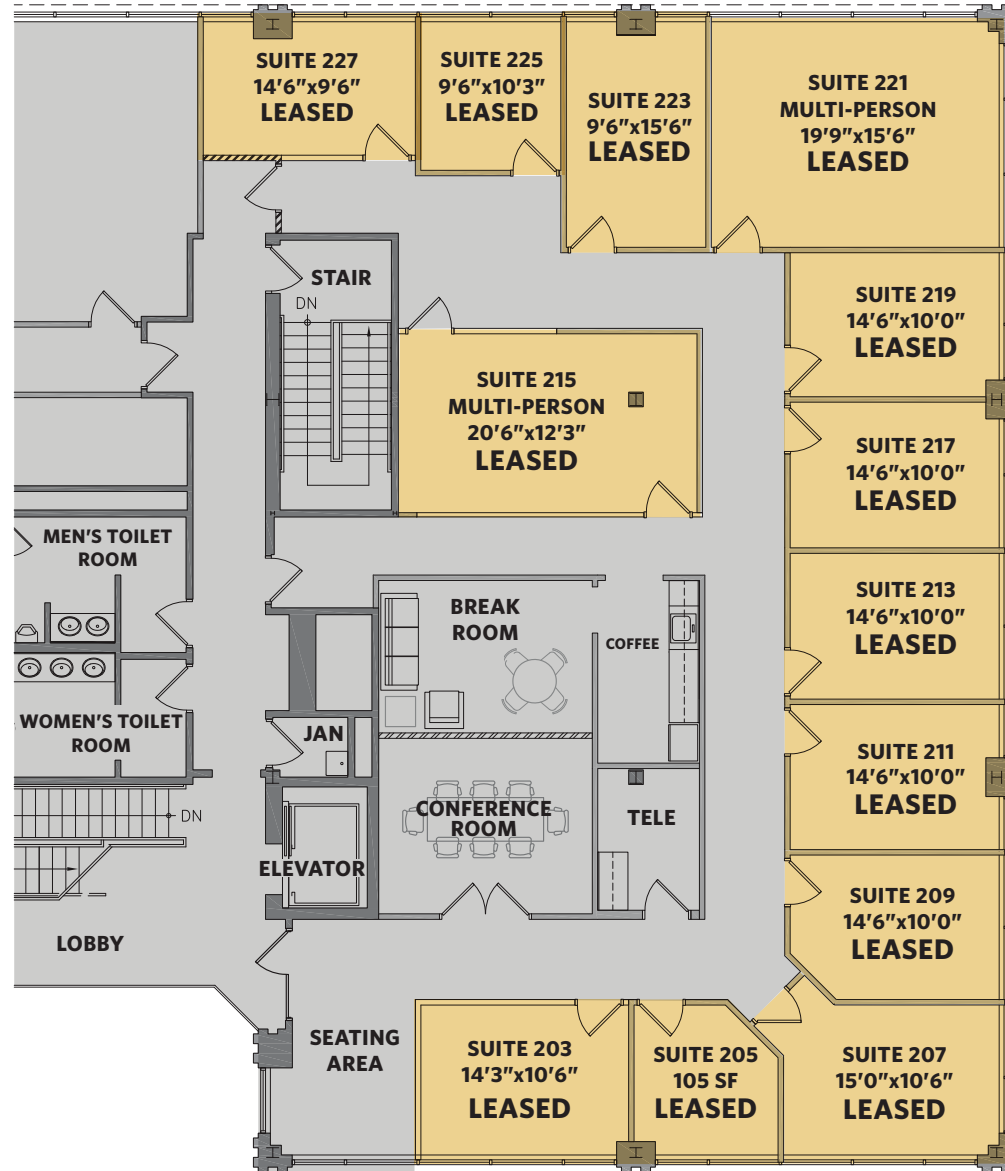 SUITE 227
14'6"x9'6"
LEASED
SUITE 225
9'6"x10'3"
LEASED
SUITE 223
9'6"x15'6"
LEASED
SUITE 221
MULTI-PERSON
19'9"x15'6"
LEASED
STAIR
DN
SUITE 219
14'6"x10'0"
LEASED
SUITE 215
MULTI-PERSON
20'6"x12'3"
LEASED
SUITE 217
14'6"x10'0"
LEASED
MEN'S TOILET
ROOM
BREAK
ROOM
COFFEE
SUITE 213
14'6"x10'0"
LEASED
WOMEN'S TOILET
ROOM
JAN
SUITE 211
14'6"x10'0"
LEASED
DN
CONFERENCE
ROOM
TELE
ELEVATOR
SUITE 209
14'6"x10'0"
LEASED
LOBBY
SEATING
AREA
SUITE 203
14'3"x10'6"
LEASED
SUITE 205
105 SF
LEASED
SUITE 207
15'0"x10'6"
LEASED